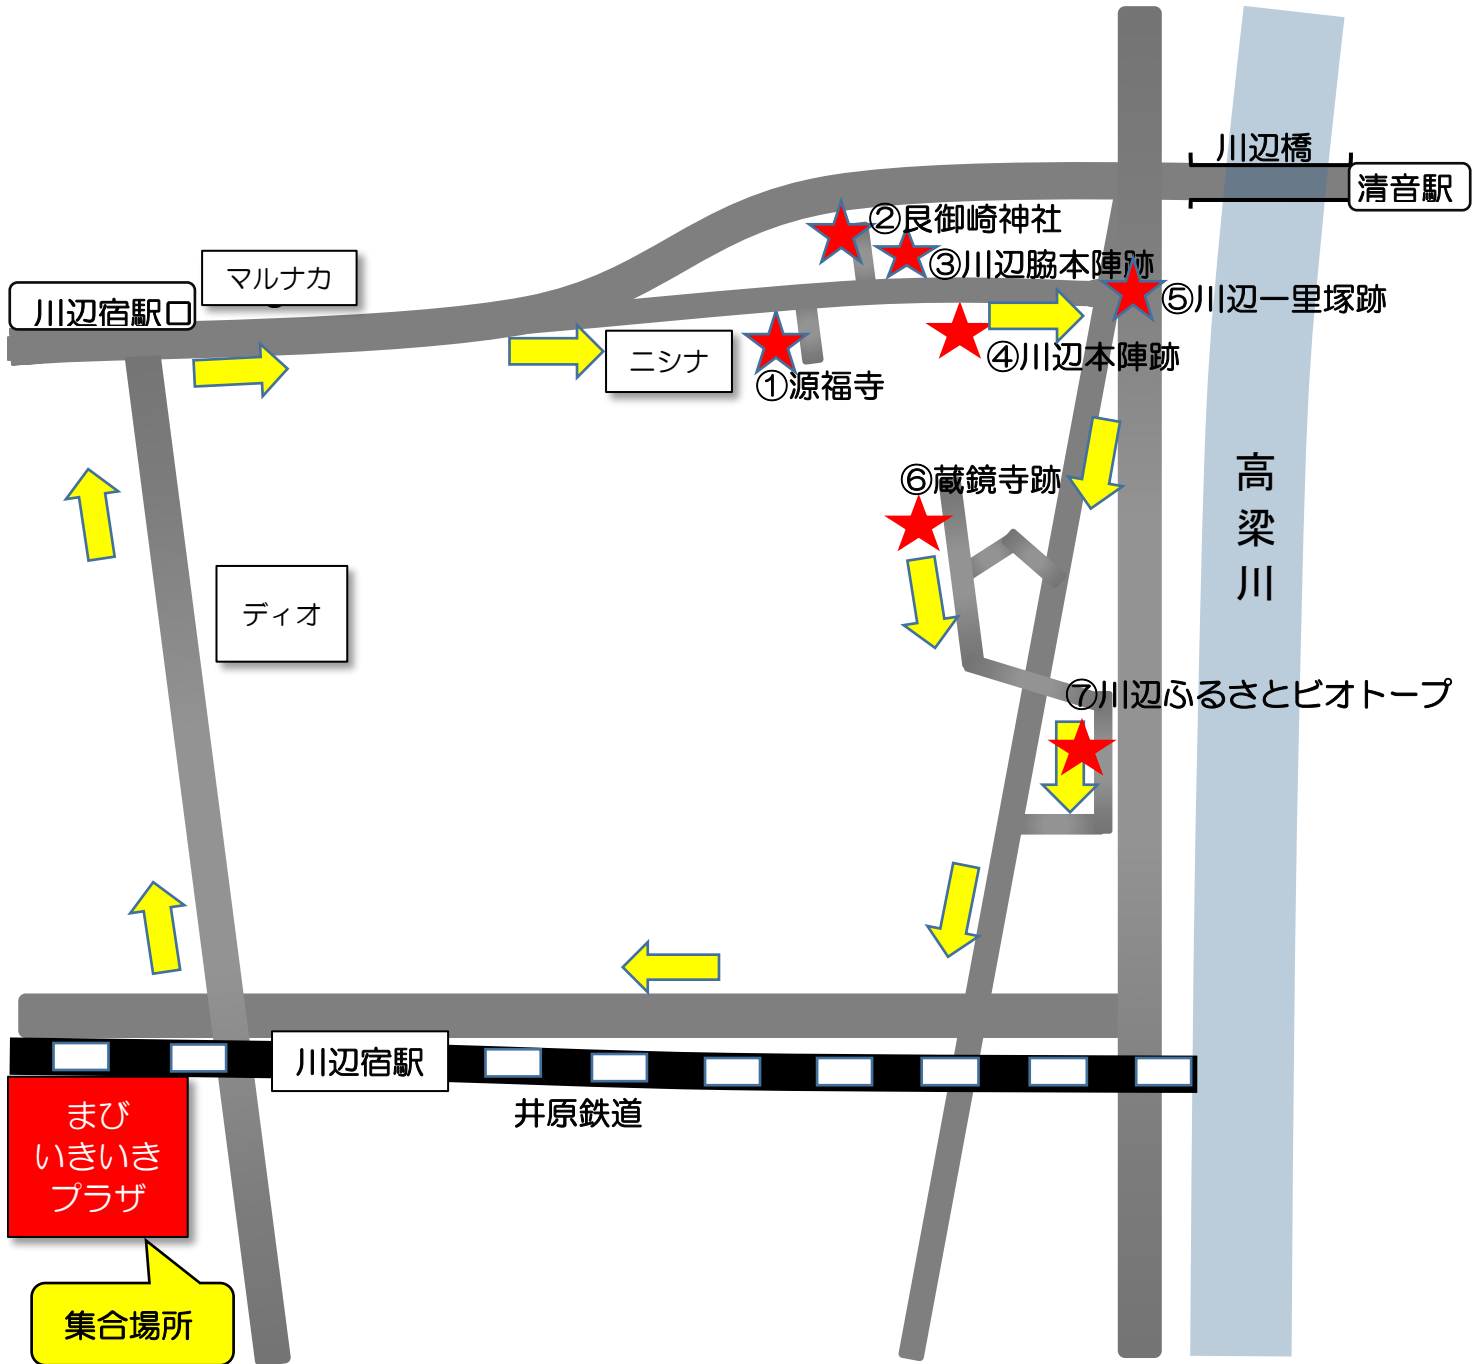 川辺橋
清音駅
②艮御崎神社
マルナカ
③川辺脇本陣跡
川辺宿駅口
⑤川辺一里塚跡
ニシナ
④川辺本陣跡
①源福寺
⑥蔵鏡寺跡
高
梁
川
ディオ
⑦川辺ふるさとビオトープ
川辺宿駅
井原鉄道
まび
いきいき
プラザ
集合場所